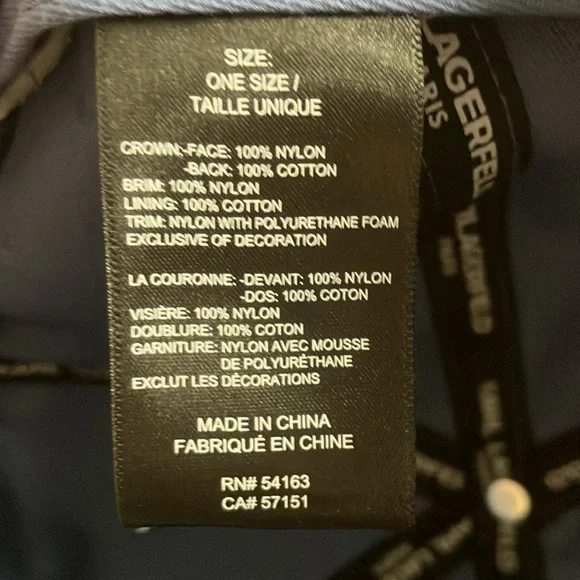 SIZE:
ONE SIZE /
TAILLE UNIQUE
CROWN:-FACE: 100% NYLON
-BACK: 100% COTTON
BRIM: 100% NYLON
LINING: 100% COTTON
TRIM: NYLON WITH POLYURETHANE FOAM
EXCLUSIVE OF DECORATION
LA COURONNE:-DEVANT: 100% NYLON
-DOS: 100% COTON
VISIÈRE: 100% NYLON
DOUBLURE: 100% COTON
GARNITURE: NYLON AVEC MOUSSE
DE POLYURÉTHANE
EXCLUT LES DÉCORATIONS
MADE IN CHINA
FABRIQUÉ EN CHINE
RN# 54163
CA# 57151
LAGERFEL
ARIS